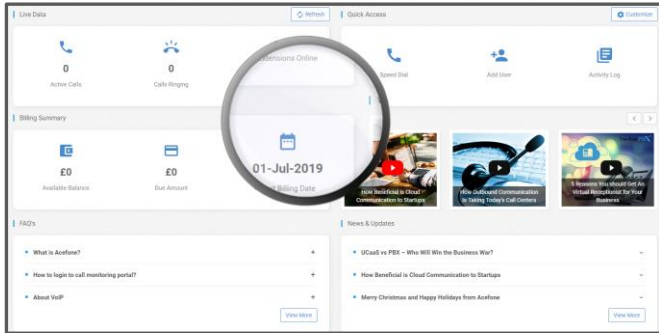 Live Data
Refresh
Quick Access
Customize
0
Active Calls
0
Calls Ringing
Extensions Online
Speed Dial
Add User
Activity Log
Billing Summary
£0
Available Balance
£0
Due Amount
01-Jul-2019
Billing Date
How Beneficial is Cloud
Communication to Startups
How Outbound Communication
is Taking Today's Call Centers
5 Reasons You should Get An
Virtual Receptionist for Your
Business
FAQ's
What is Acefone?
+
How to login to call monitoring portal?
+
About VoIP
+
View More
News & Updates
UCaaS vs PBX – Who Will Win the Business War?
How Beneficial is Cloud Communication to Startups
Merry Christmas and Happy Holidays from Acefone
View More